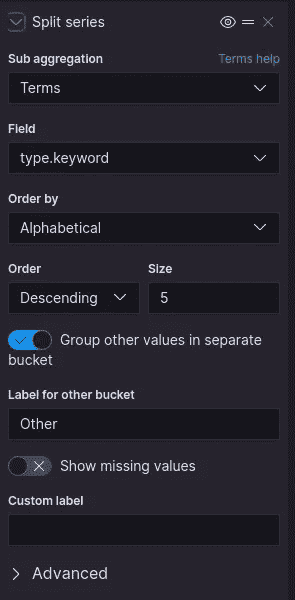 Split series
Sub aggregation Terms help
Terms
Field
type.keyword
Order by
Alphabetical
Order Size
Descending 5
Group other values in separate
bucket
Label for other bucket
Other
Show missing values
Custom label
Advanced